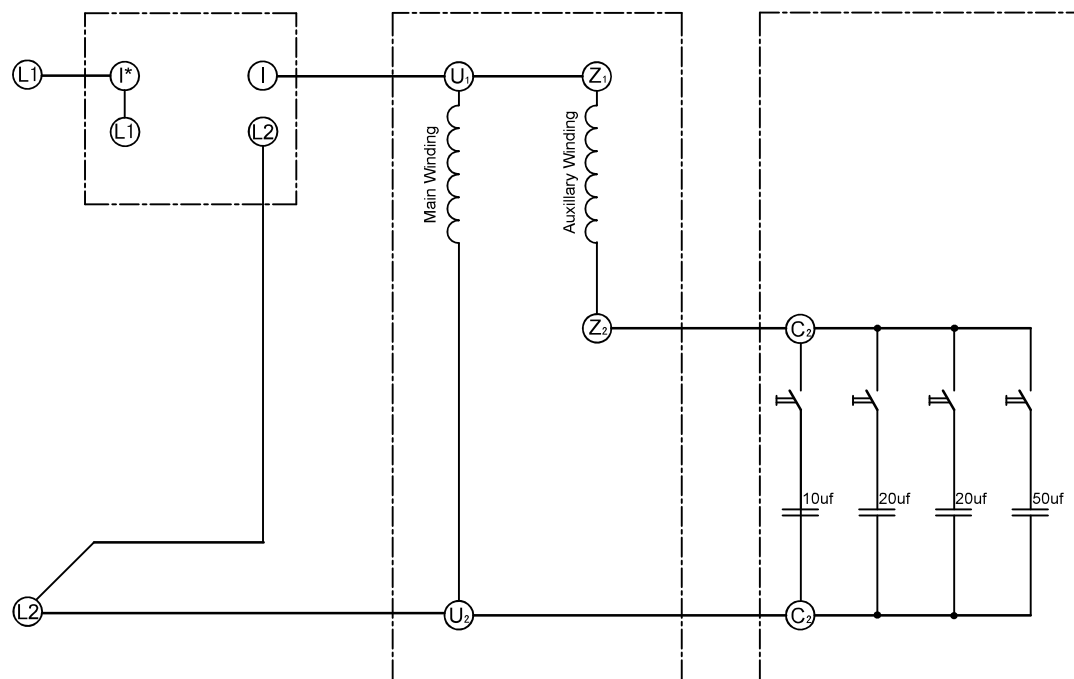 L1
I*
I
U1
Z1
L1
L2
Main Winding
Auxillary Winding
Z2
C2
10uf
20uf
20uf
50uf
L2
U2
C2